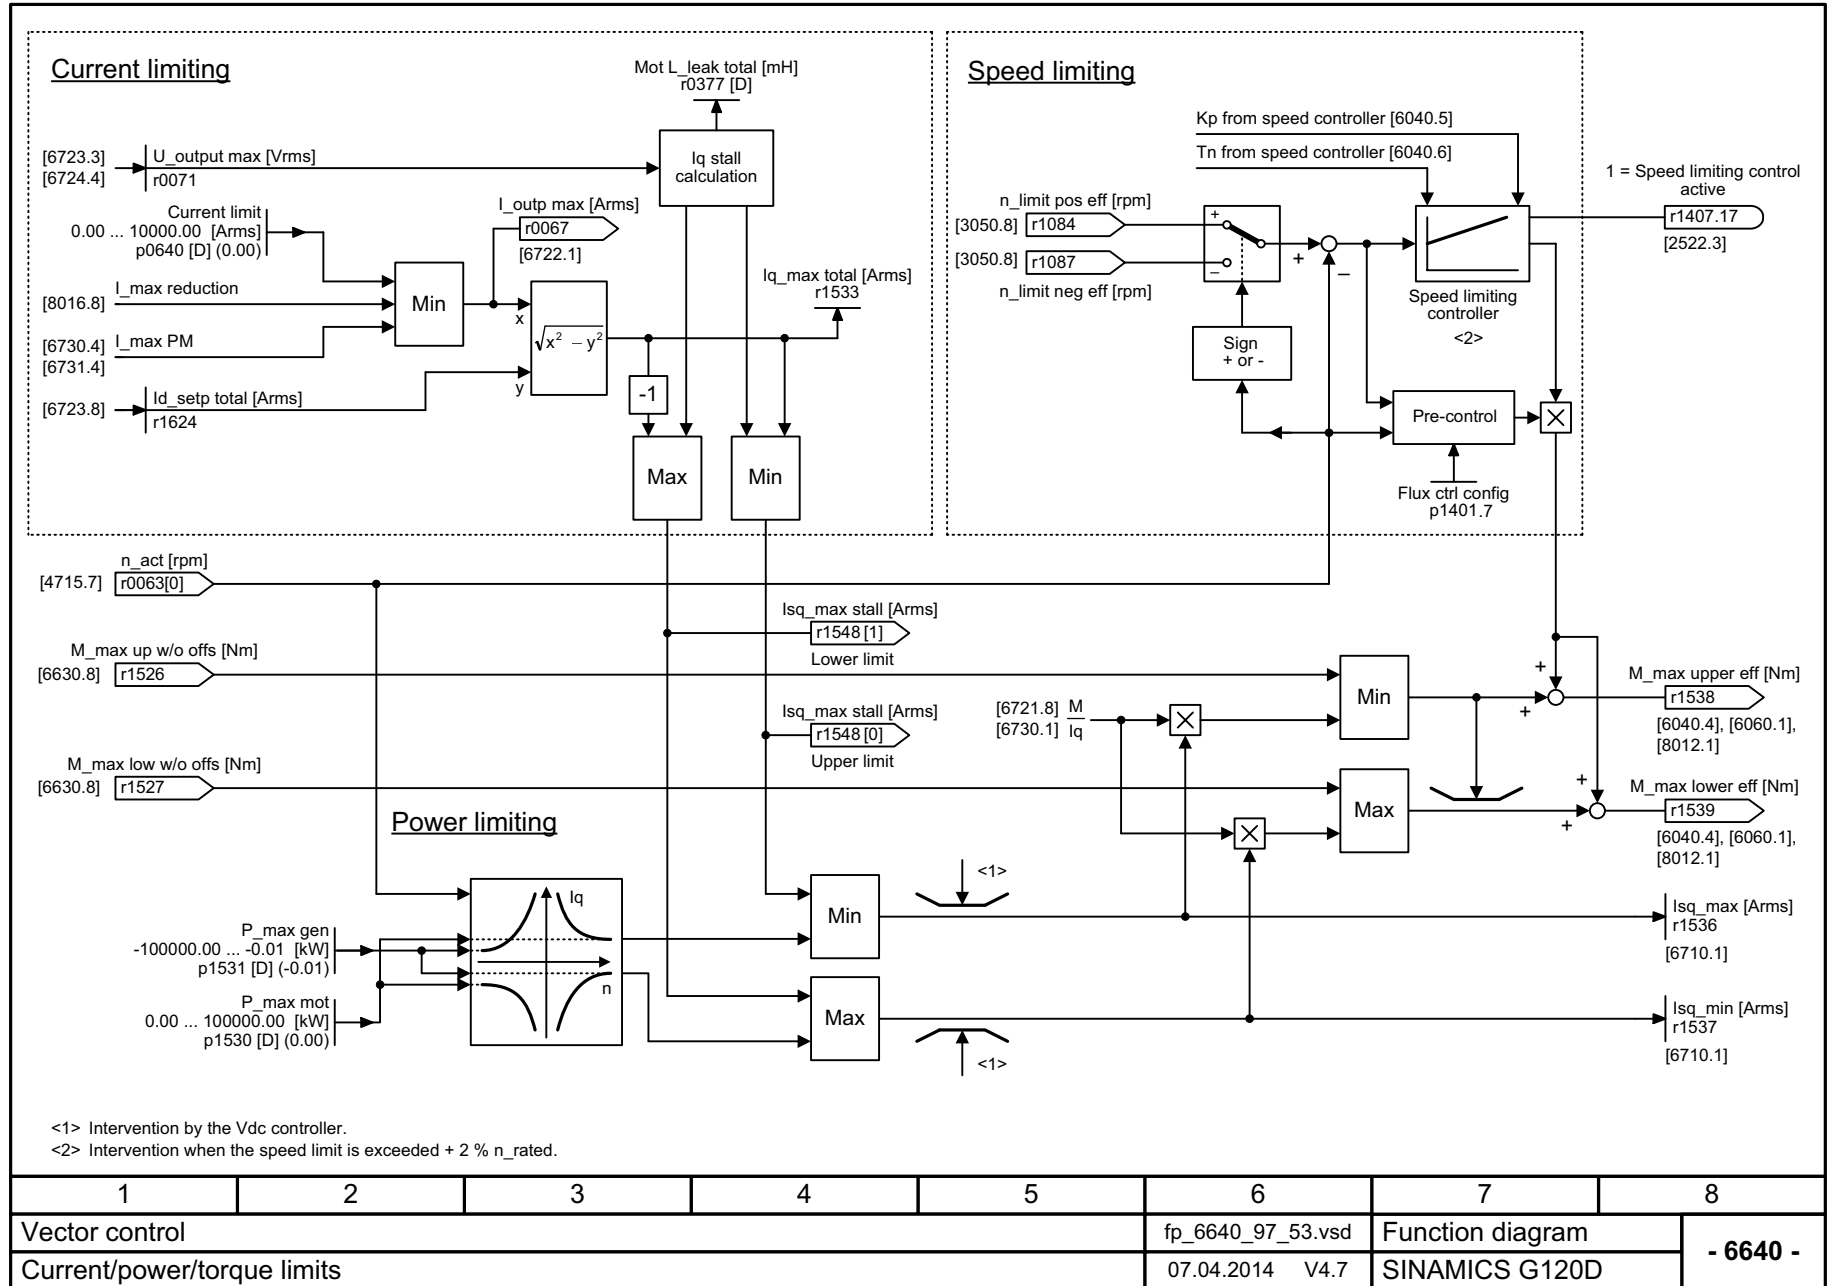 Current limiting
Mot L_leak total [mH]
r0377 [D]
[6723.3]
[6724.4]
U_output max [Vrms]
r0071
Iq stall
calculation
Current limit
0.00 ... 10000.00 [Arms]
p0640 [D] (0.00)
I_outp max [Arms]
r0067
[6722.1]
[8016.8]
I_max reduction
Min
[6730.4]
[6731.4]
I_max PM
x
√x² – y²
y
Iq_max total [Arms]
r1533
[6723.8]
Id_setp total [Arms]
r1624
-1
Max
Min
Speed limiting
Kp from speed controller [6040.5]
Tn from speed controller [6040.6]
n_limit pos eff [rpm]
[3050.8]
r1084
[3050.8]
r1087
n_limit neg eff [rpm]
+
–
+
–
Sign
+ or -
Speed limiting
controller
<2>
1 = Speed limiting control
active
r1407.17
[2522.3]
Pre-control
Flux ctrl config
p1401.7
n_act [rpm]
[4715.7]
r0063[0]
Isq_max stall [Arms]
r1548 [1]
Lower limit
M_max up w/o offs [Nm]
[6630.8]
r1526
Isq_max stall [Arms]
r1548 [0]
Upper limit
[6721.8]
[6730.1]
M
Iq
Min
+
+
M_max upper eff [Nm]
r1538
[6040.4], [6060.1],
[8012.1]
M_max low w/o offs [Nm]
[6630.8]
r1527
Max
+
+
M_max lower eff [Nm]
r1539
[6040.4], [6060.1],
[8012.1]
Power limiting
Iq
n
P_max gen
-100000.00 ... -0.01 [kW]
p1531 [D] (-0.01)
P_max mot
0.00 ... 100000.00 [kW]
p1530 [D] (0.00)
Min
<1>
Isq_max [Arms]
r1536
[6710.1]
Max
<1>
Isq_min [Arms]
r1537
[6710.1]
<1> Intervention by the Vdc controller.
<2> Intervention when the speed limit is exceeded + 2 % n_rated.
1 2 3 4 5 6 7 8
Vector control
fp_6640_97_53.vsd
Function diagram
- 6640 -
Current/power/torque limits
07.04.2014 V4.7
SINAMICS G120D